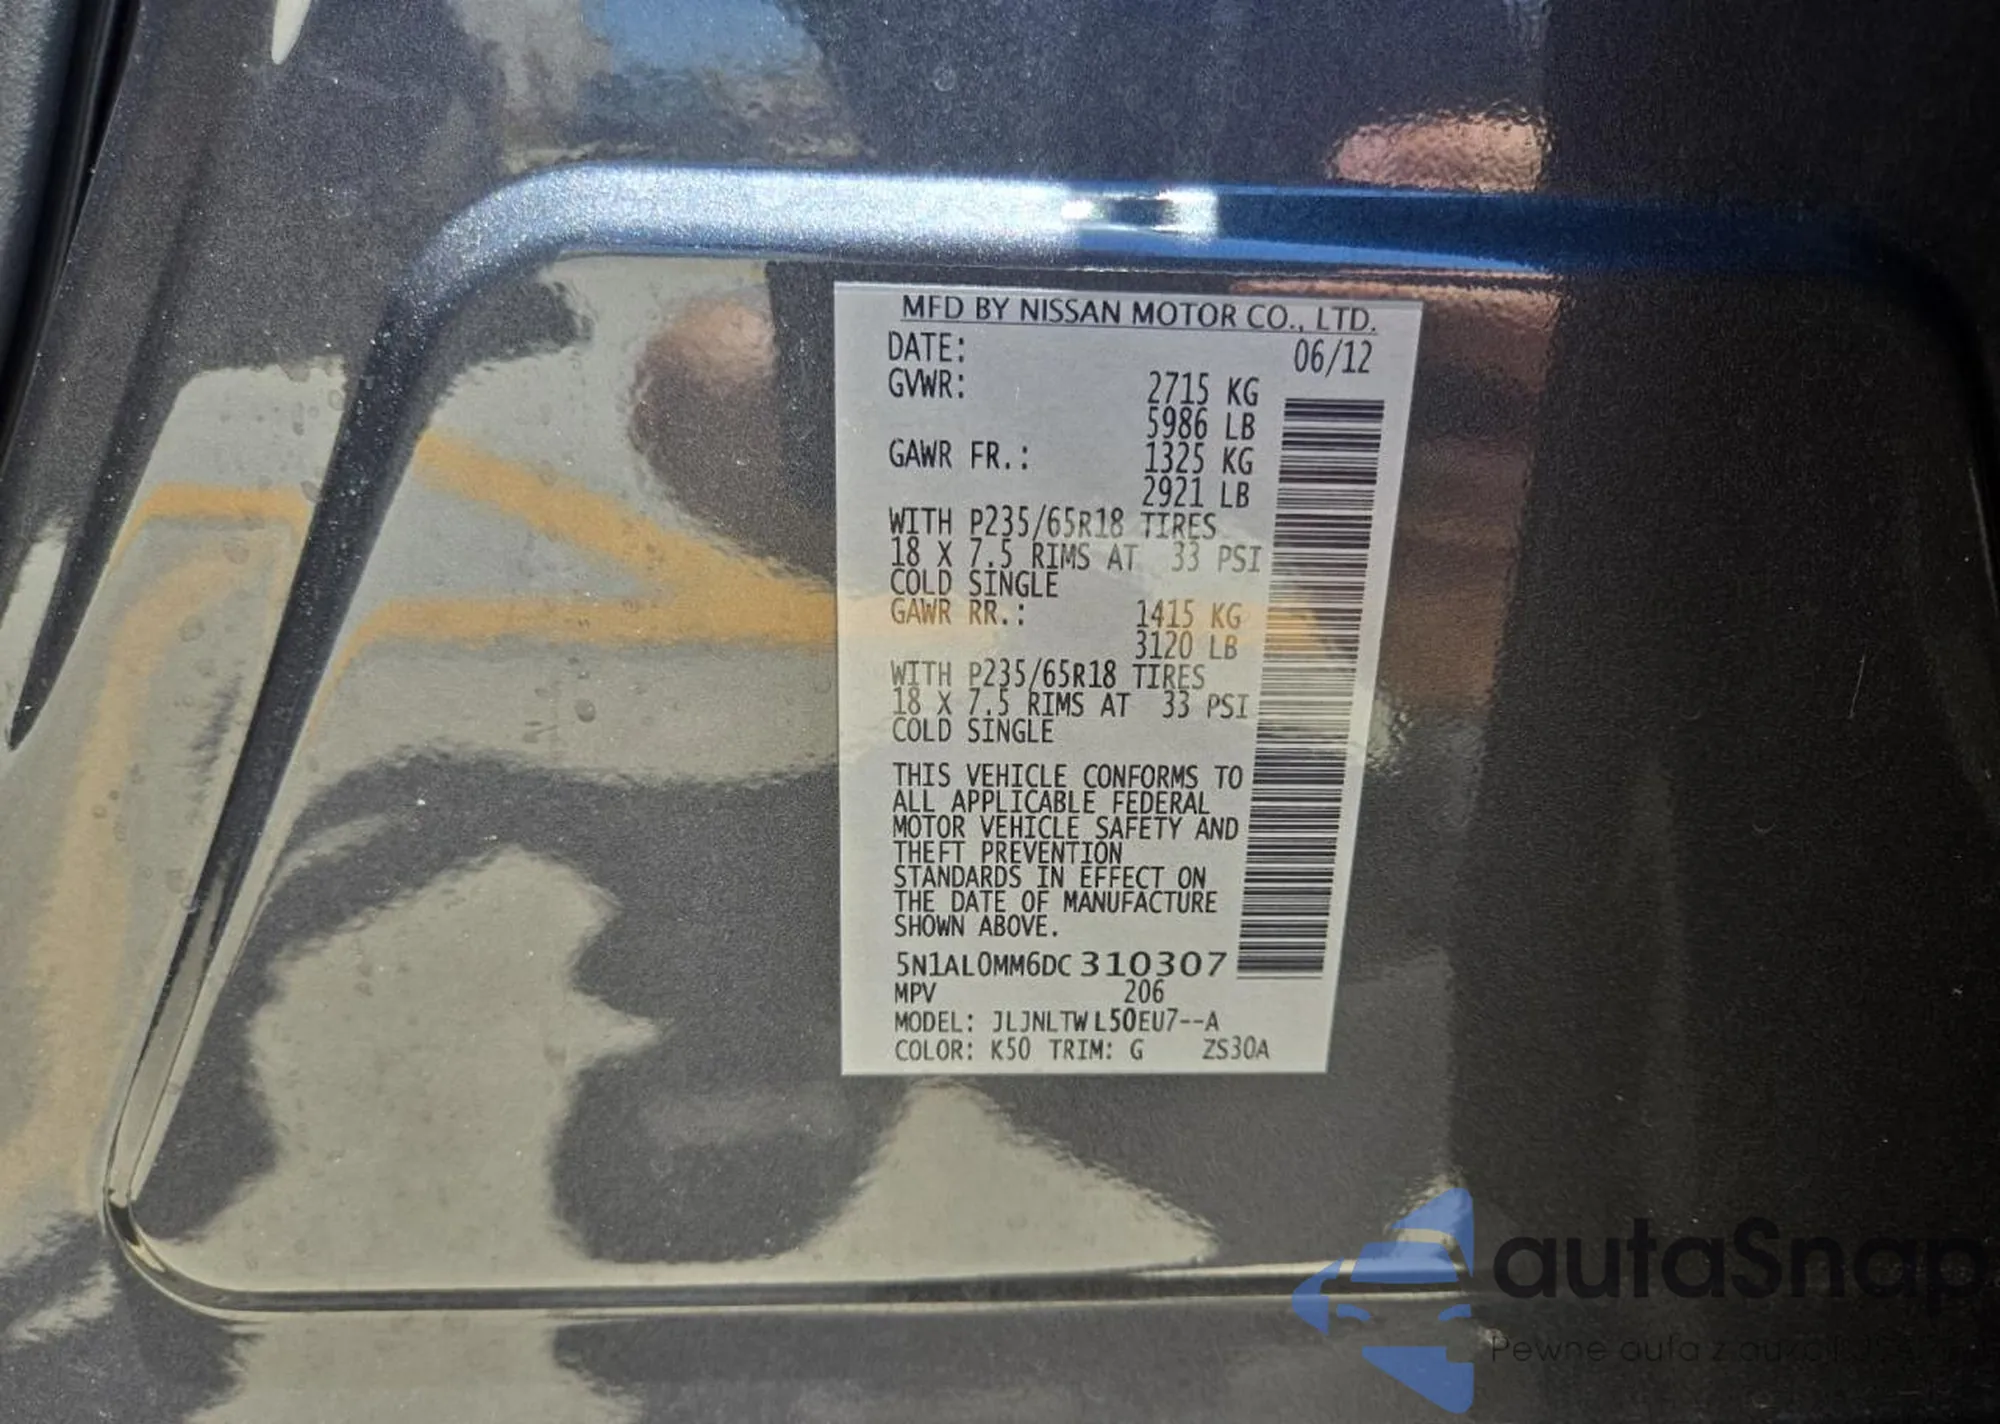 MFD BY NISSAN MOTOR CO., LTD.
DATE: 06/12
GVWR: 2715 KG
5986 LB
GAWR FR.: 1325 KG
2921 LB
WITH P235/65R18 TIRES
18 X 7.5 RIMS AT 33 PSI
COLD SINGLE
GAWR RR.: 1415 KG
3120 LB
WITH P235/65R18 TIRES
18 X 7.5 RIMS AT 33 PSI
COLD SINGLE
THIS VEHICLE CONFORMS TO
ALL APPLICABLE FEDERAL
MOTOR VEHICLE SAFETY AND
THEFT PREVENTION
STANDARDS IN EFFECT ON
THE DATE OF MANUFACTURE
SHOWN ABOVE.
5N1AL0MM6DC 310307
MPV 206
MODEL: JLJNLTWL50EU7--A
COLOR: K50 TRIM: G ZS30A
autaSnap
Pewne auta z